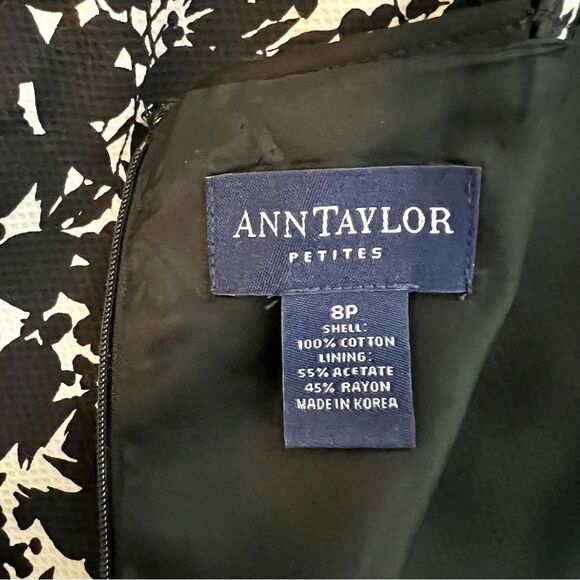 ANNTAYLOR
PETITES
8P
SHELL:
100% COTTON
LINING:
55% ACETATE
45% RAYON
MADE IN KOREA